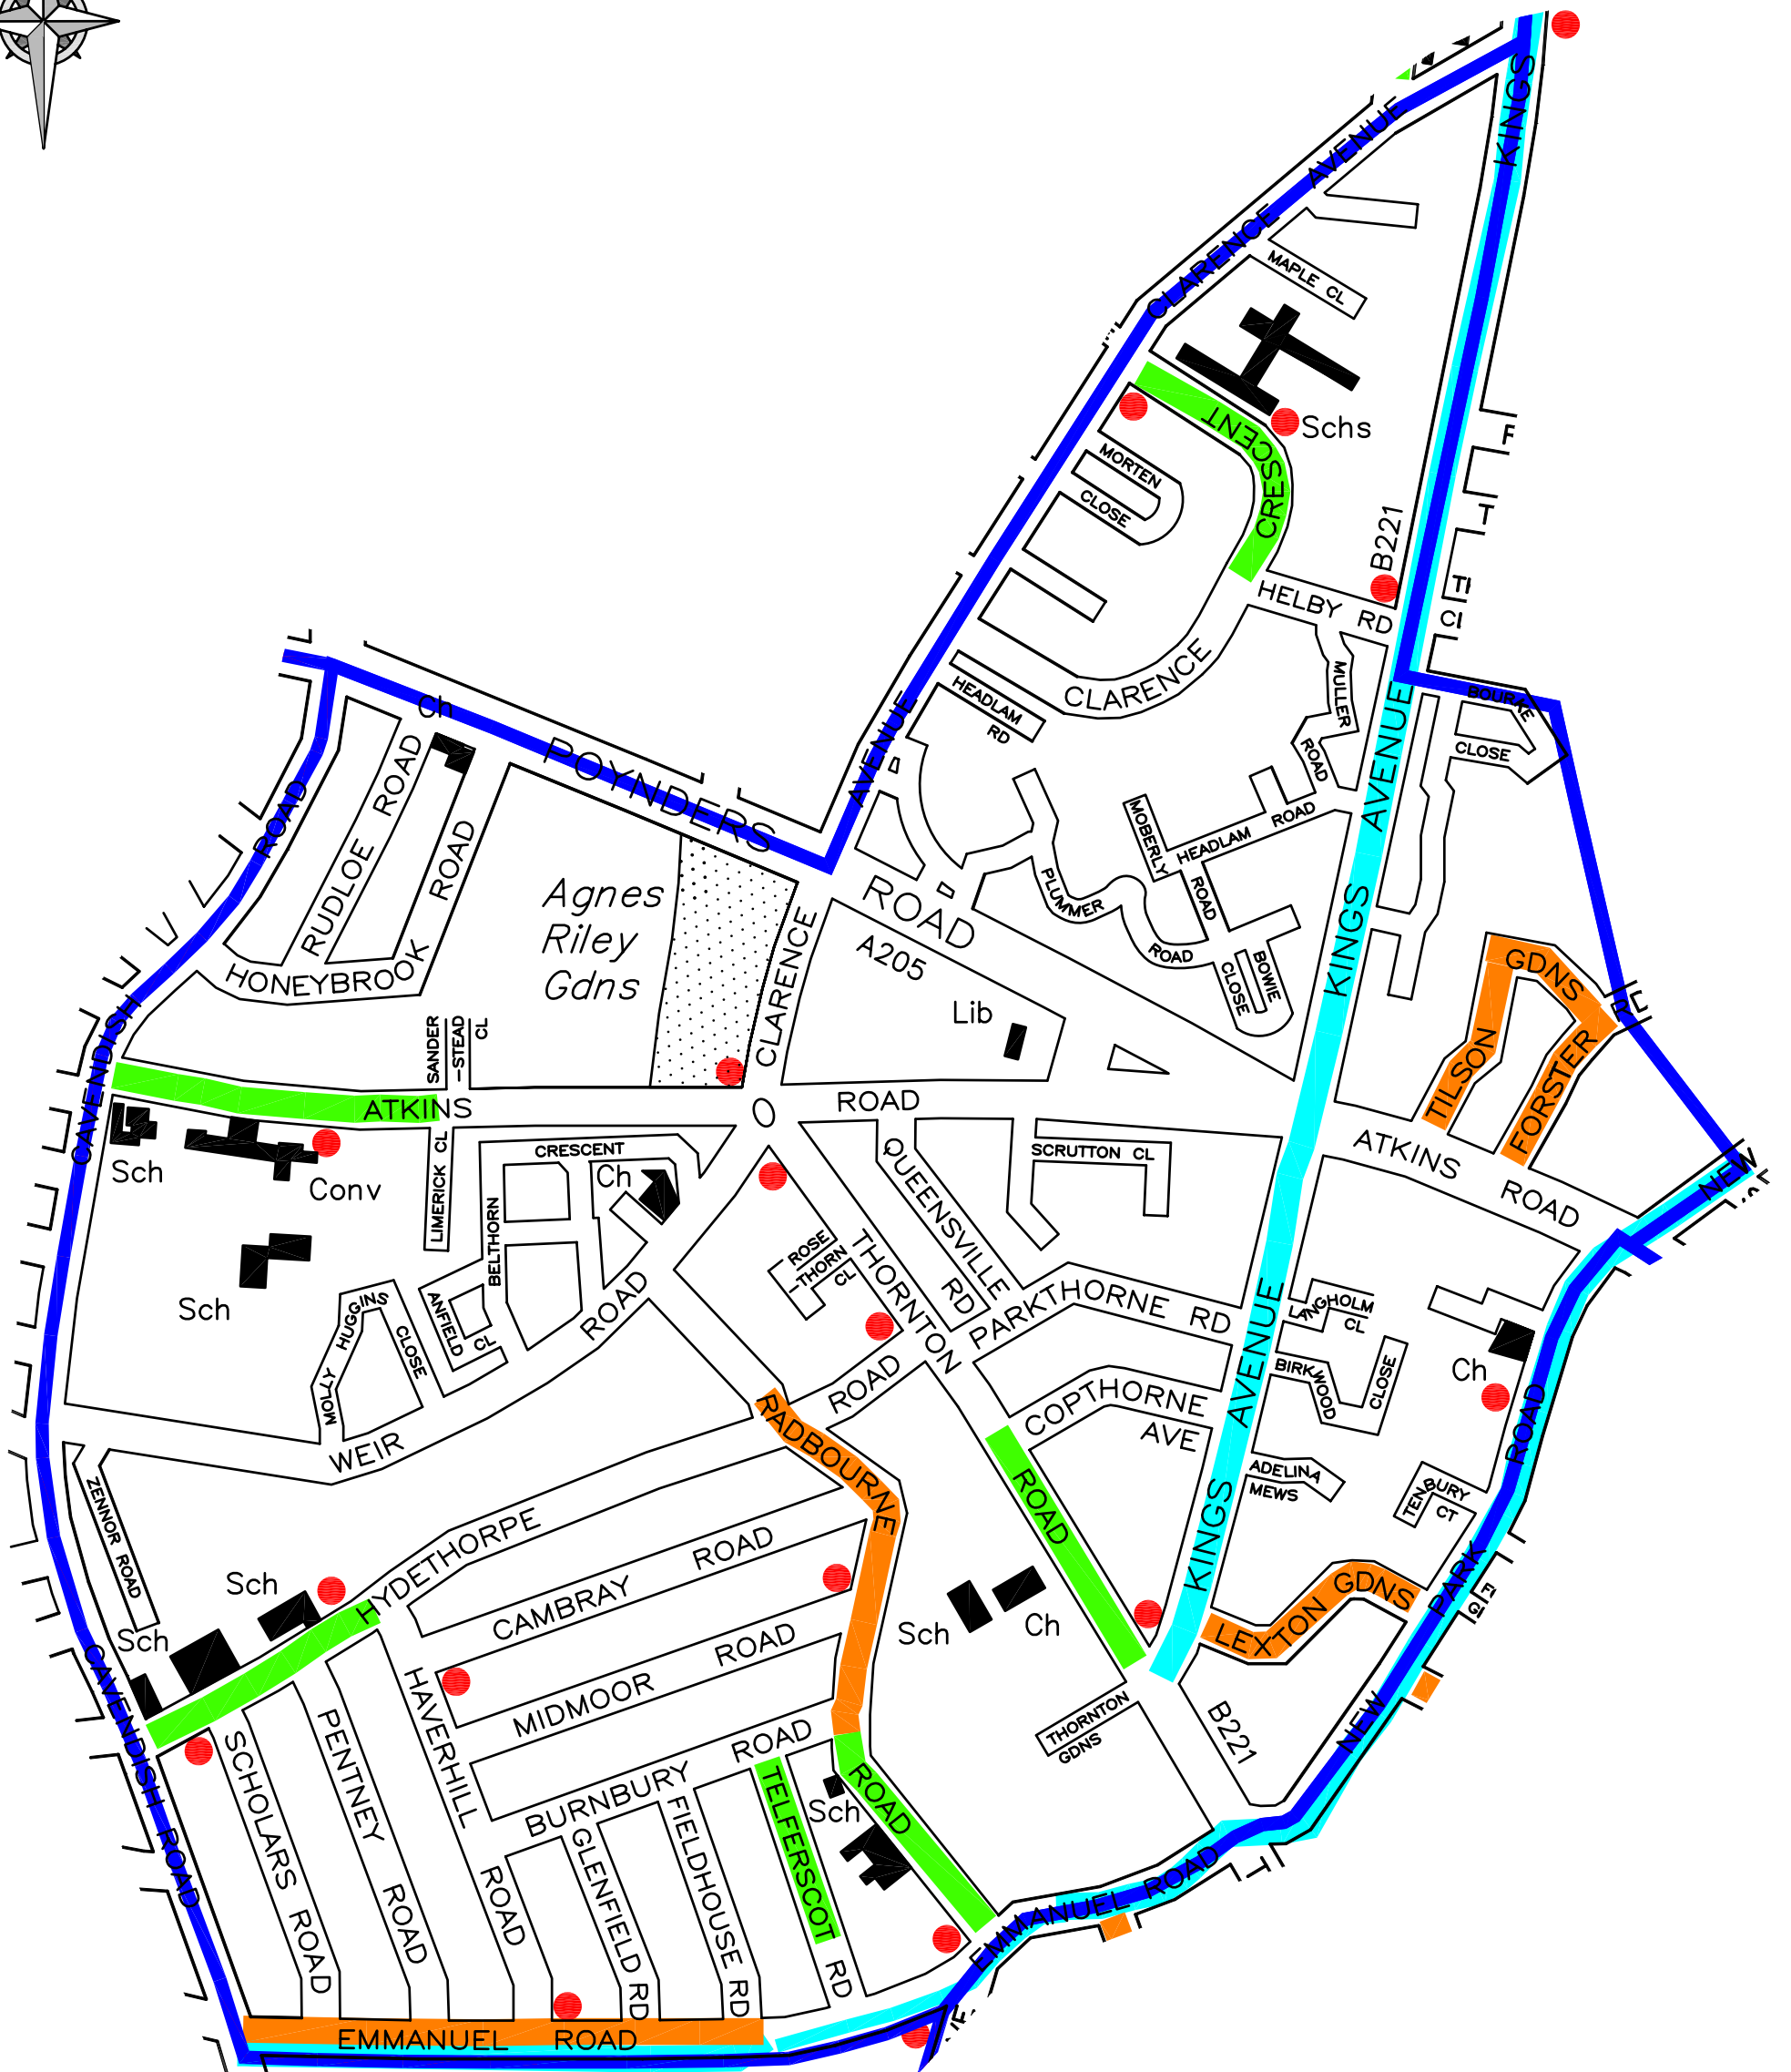 KINGS
CLARENCE AVENUE
MAPLE CL
Schs
CRESCENT
MORTEN
CLOSE
B221
HELBY RD
CLARENCE
MULLER
ROAD
HEADLAM
RD
BOURKE
CLOSE
Ch
POYNDERS
AVENUE
ROAD
A205
KINGS AVENUE
CAVENDISH ROAD
RUDLOE ROAD
HONEYBROOK ROAD
Agnes
Riley
Gdns
CLARENCE
MOBERLY
ROAD
HEADLAM ROAD
PLUMMER
ROAD
BOWIE
CLOSE
Lib
TILSON
GDNS
FORSTER
SANDER
-STEAD
CL
ATKINS
ROAD
ATKINS ROAD
NEW
Sch
Conv
Sch
LIMERICK CL
CRESCENT
BELTHORN
Ch
SCRUTTON CL
QUEENSVILLE
RD
ROSE
-THORN
CL
THORNTON
PARKTHORNE RD
LANGHOLM
CL
BIRKWOOD
CLOSE
Ch
MOLLY HUGGINS
CLOSE
ANFIELD
CL
WEIR
ROAD
ROAD
RADBOURNE
COPTHORNE
AVE
KINGS AVENUE
ADELINA
MEWS
TENBURY
CT
ROAD
ZENNOR ROAD
HYDETHORPE
Sch
Sch
CAMBRAY ROAD
MIDMOOR ROAD
BURNBURY ROAD
Sch
Ch
LEXTON GDNS
PARK
NEW
CAVENDISH ROAD
THORNTON
GDNS
B221
SCHOLARS ROAD
PENTNEY ROAD
HAVERHILL ROAD
GLENFIELD RD
FIELDHOUSE RD
TELFERSCOT RD
Sch
ROAD
EMMANUEL ROAD
EMMANUEL ROAD